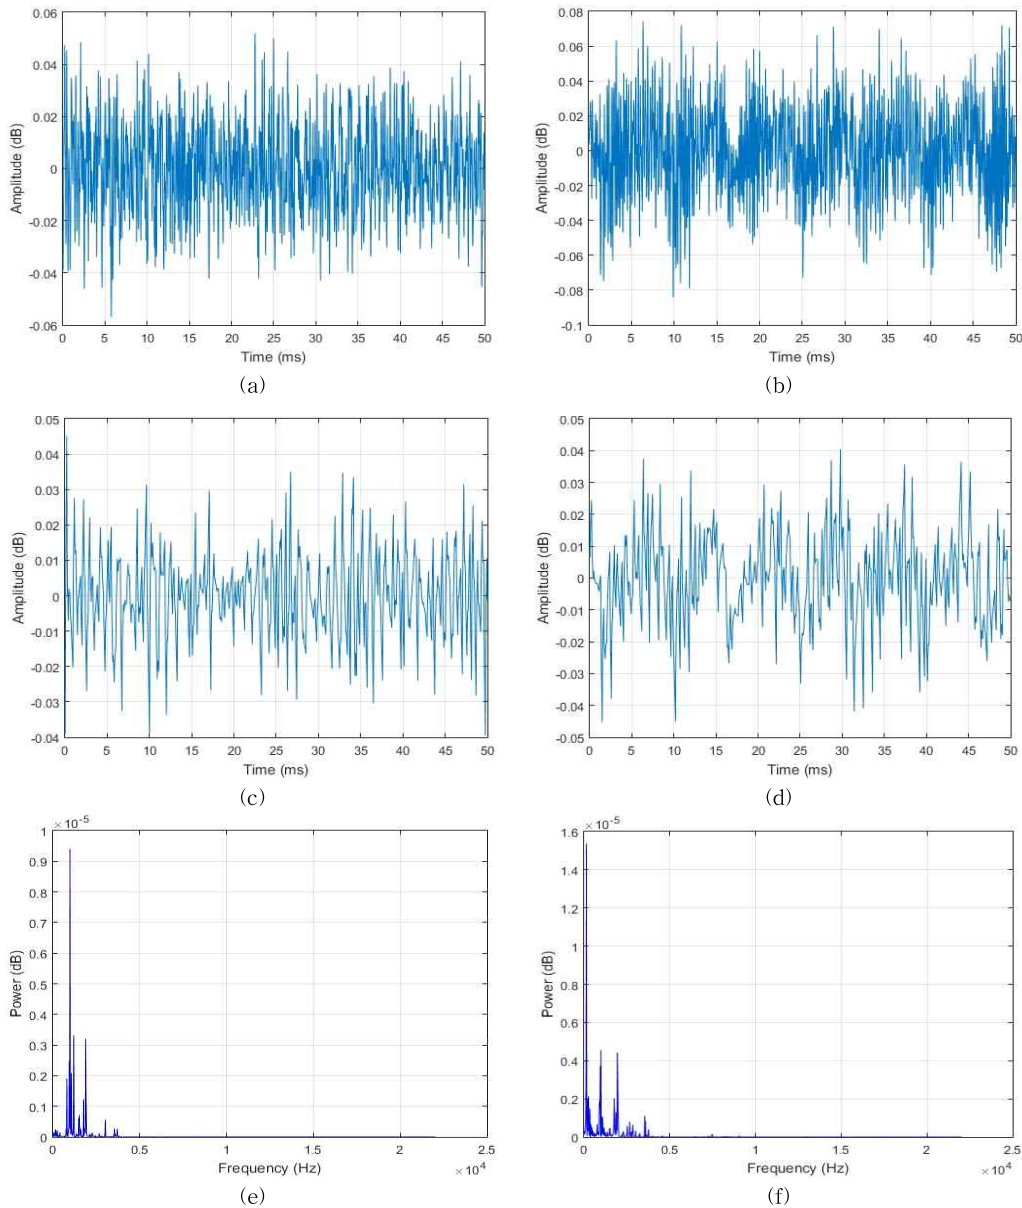 0.06
0.04
0.02
0
-0.02
-0.04
-0.06
Amplitude (dB)
0 5 10 15 20 25 30 35 40 45 50
Time (ms)
(a)
0.08
0.06
0.04
0.02
0
-0.02
-0.04
-0.06
-0.08
-0.1
Amplitude (dB)
0 5 10 15 20 25 30 35 40 45 50
Time (ms)
(b)
0.05
0.04
0.03
0.02
0.01
0
-0.01
-0.02
-0.03
-0.04
Amplitude (dB)
0 5 10 15 20 25 30 35 40 45 50
Time (ms)
(c)
0.05
0.04
0.03
0.02
0.01
0
-0.01
-0.02
-0.03
-0.04
-0.05
Amplitude (dB)
0 5 10 15 20 25 30 35 40 45 50
Time (ms)
(d)
×10⁻⁵
1
0.9
0.8
0.7
0.6
0.5
0.4
0.3
0.2
0.1
0
Power (dB)
0 0.5 1 1.5 2 2.5
Frequency (Hz)
×10⁴
(e)
×10⁻⁵
1.6
1.4
1.2
1
0.8
0.6
0.4
0.2
0
Power (dB)
0 0.5 1 1.5 2 2.5
Frequency (Hz)
×10⁴
(f)